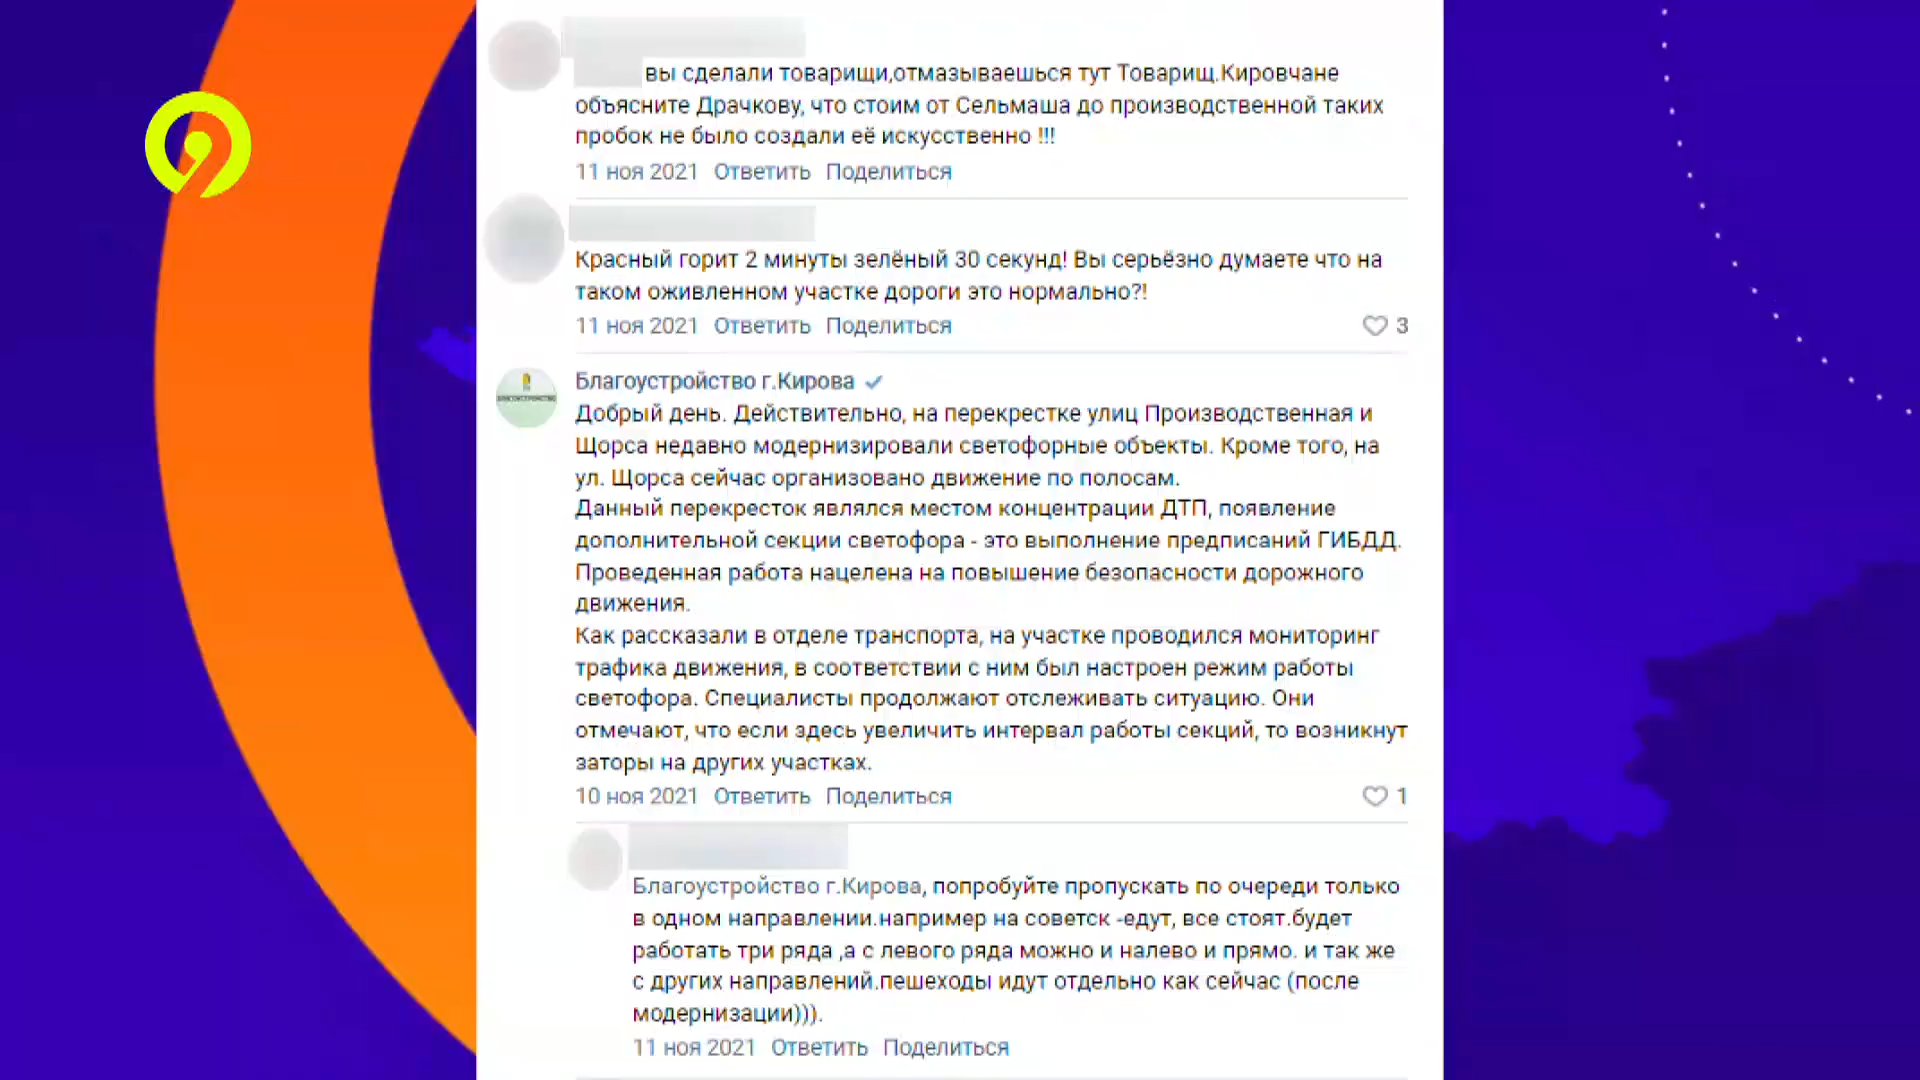 вы сделали товарищи,отмазываешься тут Товарищ.Кировчане
объясните Драчкову, что стоим от Сельмаша до производственной таких
пробок не было создали её искусственно !!!
11 ноя 2021 Ответить Поделиться
Красный горит 2 минуты зелёный 30 секунд! Вы серьёзно думаете что на
таком оживленном участке дороги это нормально?!
11 ноя 2021 Ответить Поделиться 3
Благоустройство г.Кирова
Добрый день. Действительно, на перекрестке улиц Производственная и
Щорса недавно модернизировали светофорные объекты. Кроме того, на
ул. Щорса сейчас организовано движение по полосам.
Данный перекресток являлся местом концентрации ДТП, появление
дополнительной секции светофора - это выполнение предписаний ГИБДД.
Проведенная работа нацелена на повышение безопасности дорожного
движения.
Как рассказали в отделе транспорта, на участке проводился мониторинг
трафика движения, в соответствии с ним был настроен режим работы
светофора. Специалисты продолжают отслеживать ситуацию. Они
отмечают, что если здесь увеличить интервал работы секций, то возникнут
заторы на других участках.
10 ноя 2021 Ответить Поделиться 1
Благоустройство г.Кирова, попробуйте пропускать по очереди только
в одном направлении.например на советск -едут, все стоят.будет
работать три ряда ,а с левого ряда можно и налево и прямо. и так же
с других направлений.пешеходы идут отдельно как сейчас (после
модернизации))).
11 ноя 2021 Ответить Поделиться